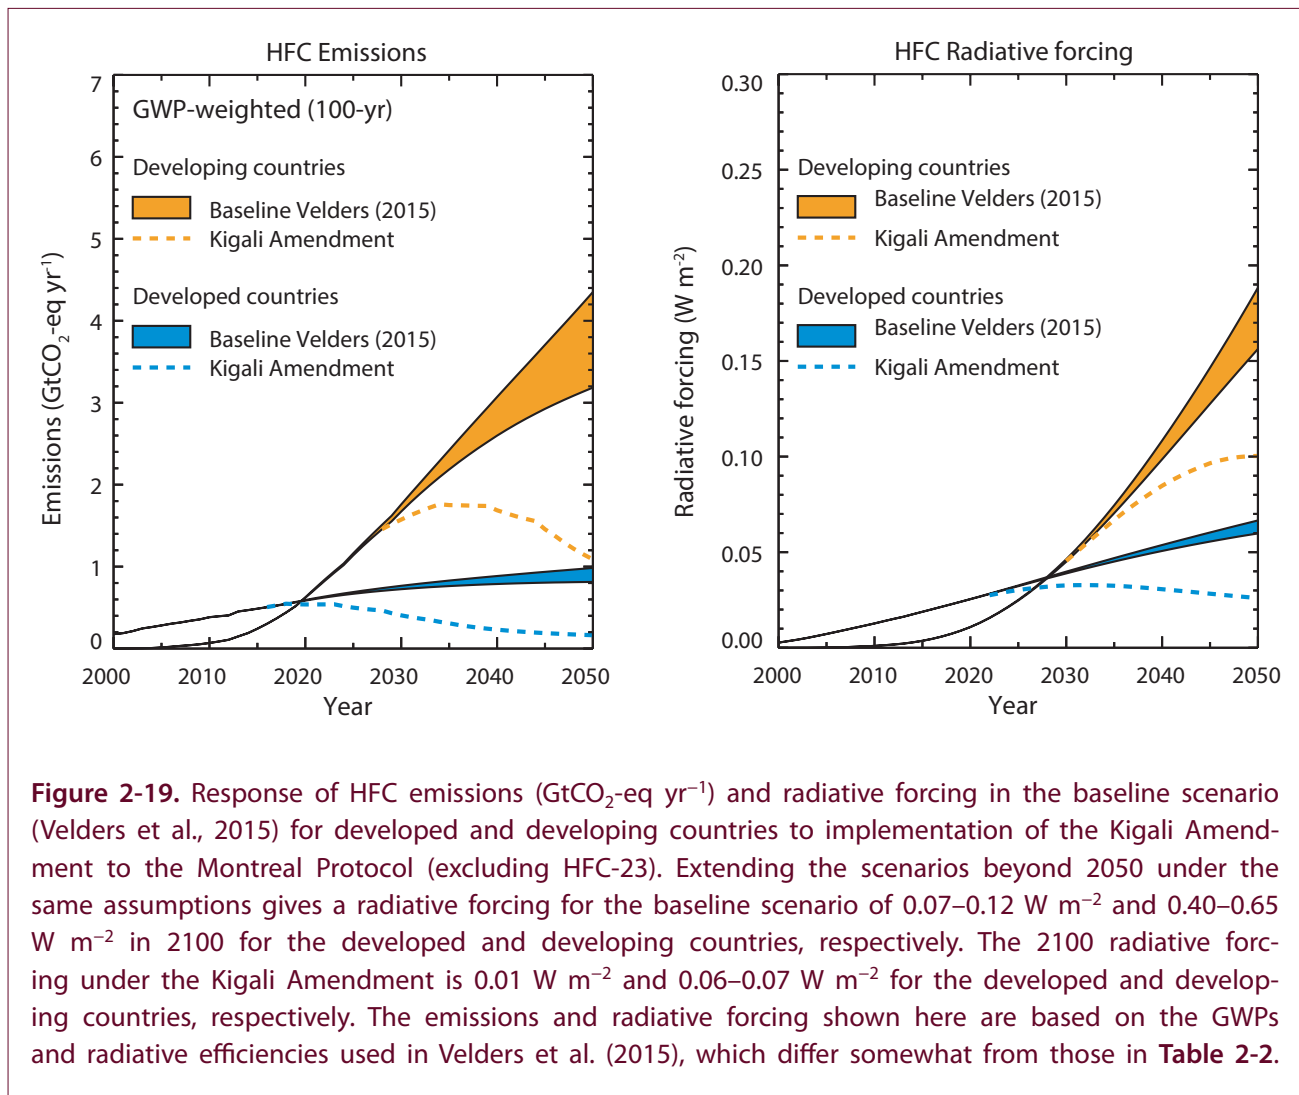 HFC Emissions
7
6
5
4
3
2
1
0
Emissions (GtCO₂-eq yr⁻¹)
GWP-weighted (100-yr)
Developing countries
Baseline Velders (2015)
Kigali Amendment
Developed countries
Baseline Velders (2015)
Kigali Amendment
2000 2010 2020 2030 2040 2050
Year
HFC Radiative forcing
0.30
0.25
0.20
0.15
0.10
0.05
0.00
Radiative forcing (W m⁻²)
Developing countries
Baseline Velders (2015)
Kigali Amendment
Developed countries
Baseline Velders (2015)
Kigali Amendment
2000 2010 2020 2030 2040 2050
Year
Figure 2-19. Response of HFC emissions (GtCO₂-eq yr⁻¹) and radiative forcing in the baseline scenario
(Velders et al., 2015) for developed and developing countries to implementation of the Kigali Amend-
ment to the Montreal Protocol (excluding HFC-23). Extending the scenarios beyond 2050 under the
same assumptions gives a radiative forcing for the baseline scenario of 0.07–0.12 W m⁻² and 0.40–0.65
W m⁻² in 2100 for the developed and developing countries, respectively. The 2100 radiative forc-
ing under the Kigali Amendment is 0.01 W m⁻² and 0.06–0.07 W m⁻² for the developed and develop-
ing countries, respectively. The emissions and radiative forcing shown here are based on the GWPs
and radiative efficiencies used in Velders et al. (2015), which differ somewhat from those in Table 2-2.